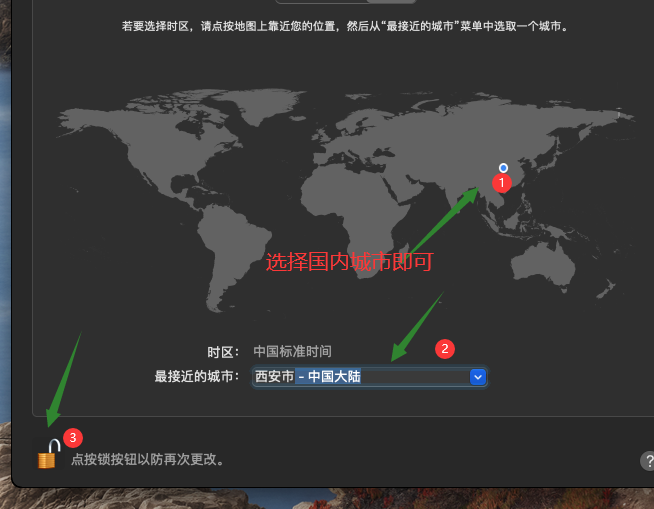 若要选择时区，请点按地图上靠近您的位置，然后从“最接近的城市”菜单中选取一个城市。
1
选择国内城市即可
时区： 中国标准时间
2
最接近的城市： 西安市 – 中国大陆
3
点按锁按钮以防再次更改。
?